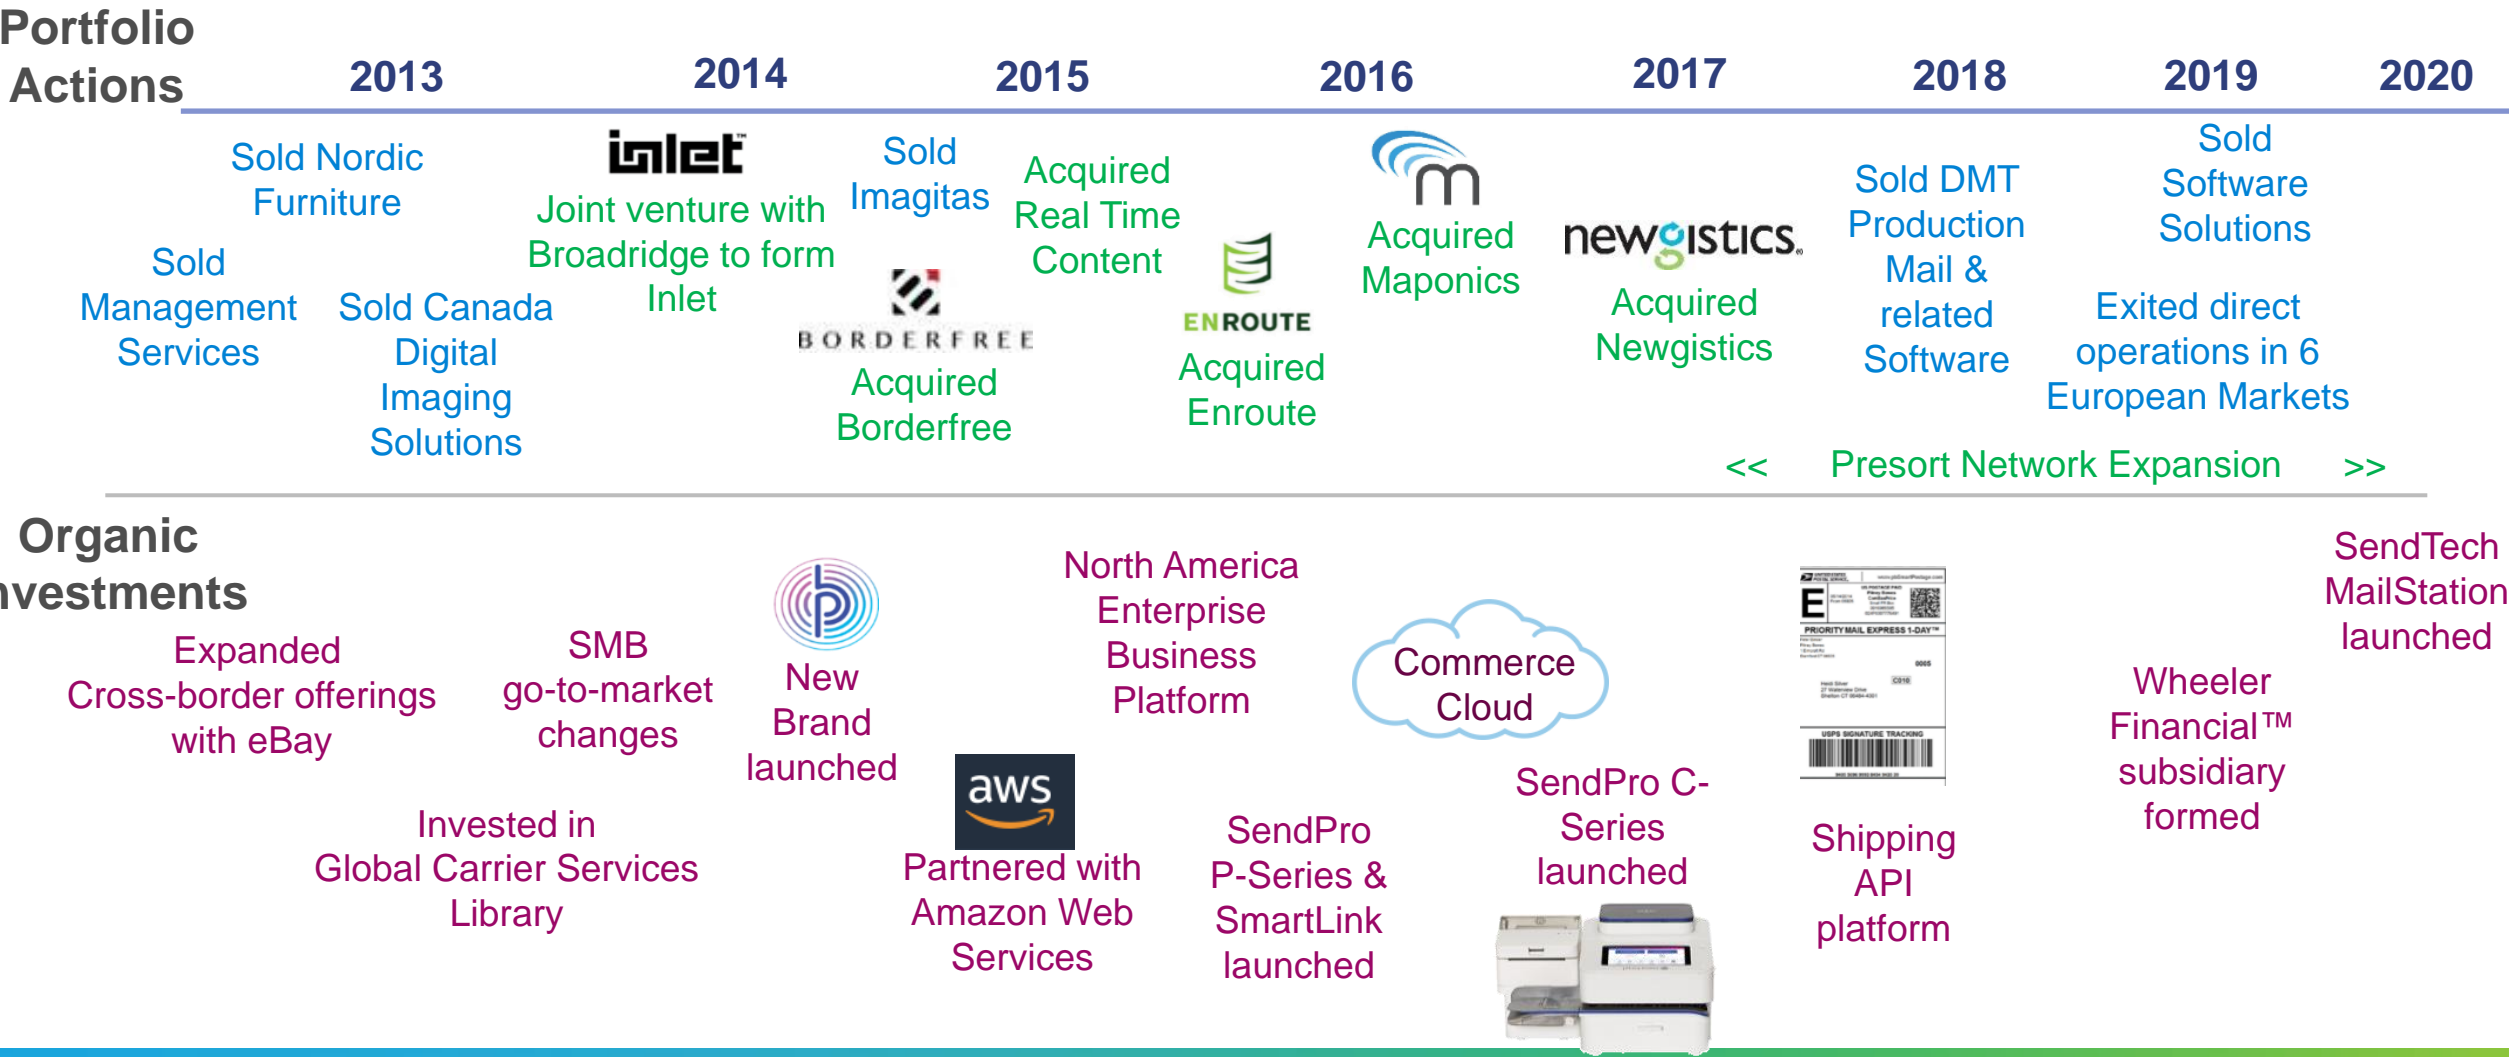 Portfolio
Actions
2013
2014
2015
2016
2017
2018
2019
2020
Sold Nordic
Furniture
Sold
Management
Services
Sold Canada
Digital
Imaging
Solutions
inlet™
Joint venture with
Broadridge to form
Inlet
Sold
Imagitas
BORDERFREE
Acquired
Borderfree
Acquired
Real Time
Content
ENROUTE
Acquired
Enroute
m
Acquired
Maponics
newgistics®
Acquired
Newgistics
Sold DMT
Production
Mail &
related
Software
Sold
Software
Solutions
Exited direct
operations in 6
European Markets
<< Presort Network Expansion >>
Organic
nvestments
Expanded
Cross-border offerings
with eBay
Invested in
Global Carrier Services
Library
SMB
go-to-market
changes
New
Brand
launched
aws
Partnered with
Amazon Web
Services
North America
Enterprise
Business
Platform
SendPro
P-Series &
SmartLink
launched
Commerce
Cloud
SendPro C-
Series
launched
E
PRIORITY MAIL EXPRESS 1-DAY™
0005
C010
USPS SIGNATURE TRACKING
Shipping
API
platform
Wheeler
Financial™
subsidiary
formed
SendTech
MailStation
launched